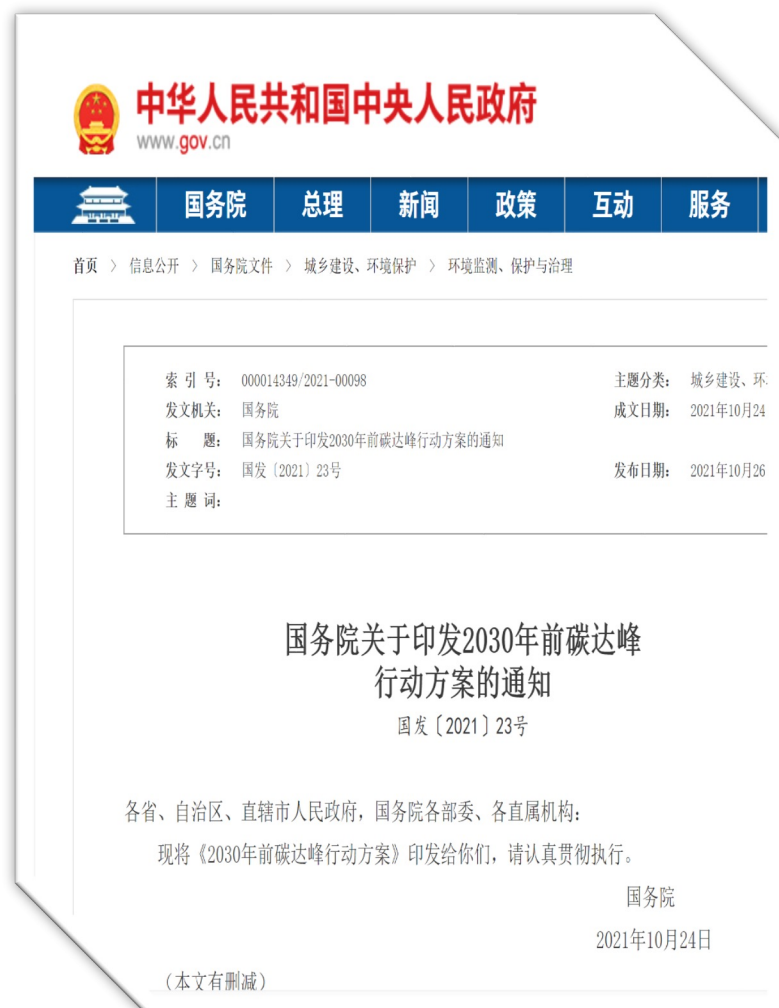 中华人民共和国中央人民政府
www.gov.cn
国务院 总理 新闻 政策 互动 服务
首页 > 信息公开 > 国务院文件 > 城乡建设、环境保护 > 环境监测、保护与治理
索 引 号： 000014349/2021-00098 主题分类： 城乡建设、环
发文机关： 国务院 成文日期： 2021年10月24
标 题： 国务院关于印发2030年前碳达峰行动方案的通知
发文字号： 国发〔2021〕23号 发布日期： 2021年10月26
主 题 词：
国务院关于印发2030年前碳达峰
行动方案的通知
国发〔2021〕23号
各省、自治区、直辖市人民政府，国务院各部委、各直属机构：
现将《2030年前碳达峰行动方案》印发给你们，请认真贯彻执行。
国务院
2021年10月24日
（本文有删减）